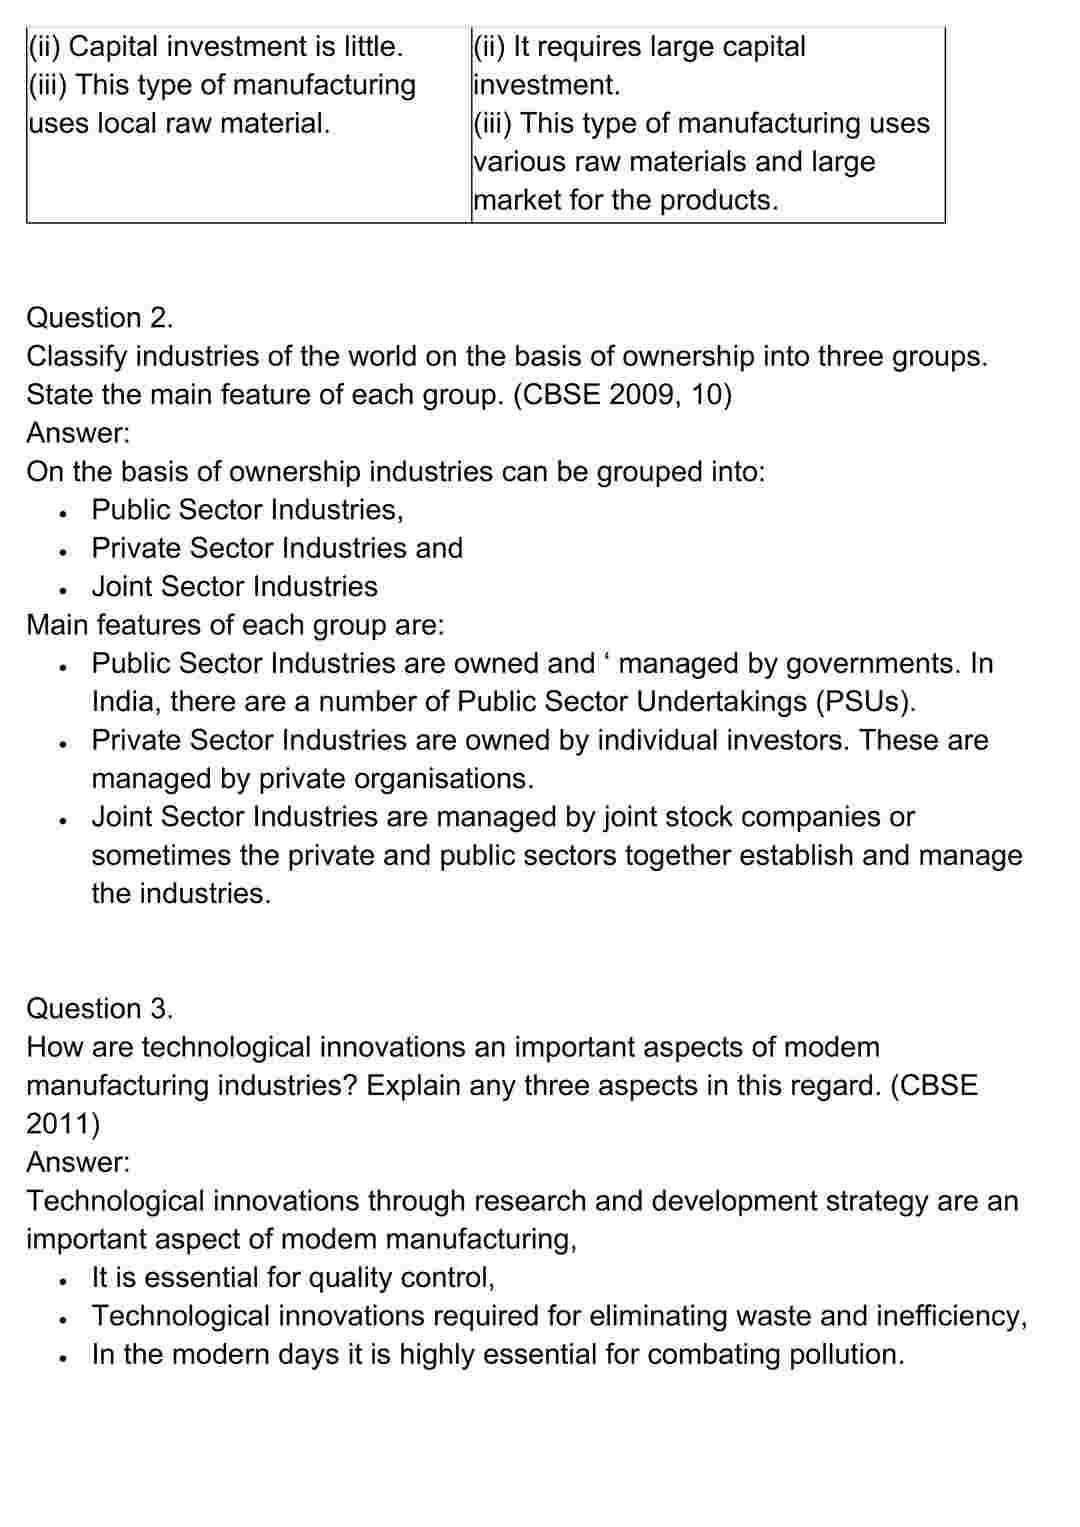 (ii) Capital investment is little.
(iii) This type of manufacturing
uses local raw material.
(ii) It requires large capital
investment.
(iii) This type of manufacturing uses
various raw materials and large
market for the products.
Question 2.
Classify industries of the world on the basis of ownership into three groups.
State the main feature of each group. (CBSE 2009, 10)
Answer:
On the basis of ownership industries can be grouped into:
• Public Sector Industries,
• Private Sector Industries and
• Joint Sector Industries
Main features of each group are:
• Public Sector Industries are owned and ‘ managed by governments. In
India, there are a number of Public Sector Undertakings (PSUs).
• Private Sector Industries are owned by individual investors. These are
managed by private organisations.
• Joint Sector Industries are managed by joint stock companies or
sometimes the private and public sectors together establish and manage
the industries.
Question 3.
How are technological innovations an important aspects of modem
manufacturing industries? Explain any three aspects in this regard. (CBSE
2011)
Answer:
Technological innovations through research and development strategy are an
important aspect of modem manufacturing,
• It is essential for quality control,
• Technological innovations required for eliminating waste and inefficiency,
• In the modern days it is highly essential for combating pollution.